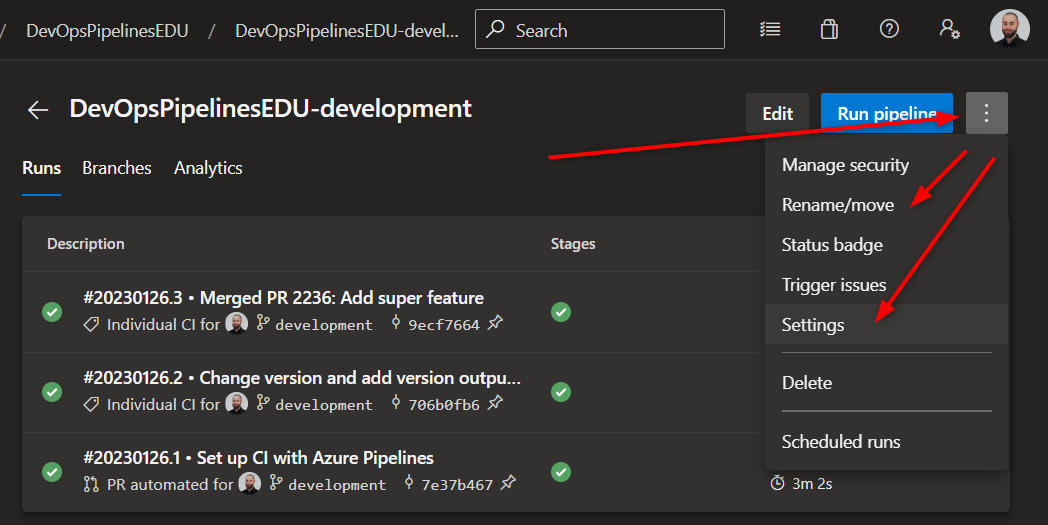 / DevOpsPipelinesEDU / DevOpsPipelinesEDU-devel... Search
DevOpsPipelinesEDU-development
Edit
Run pipeline
Runs Branches Analytics
Manage security
Rename/move
Status badge
Trigger issues
Settings
Delete
Scheduled runs
Description Stages
#20230126.3 • Merged PR 2236: Add super feature
Individual CI for development 9ecf7664
#20230126.2 • Change version and add version outpu...
Individual CI for development 706b0fb6
#20230126.1 • Set up CI with Azure Pipelines
PR automated for development 7e37b467
3m 2s